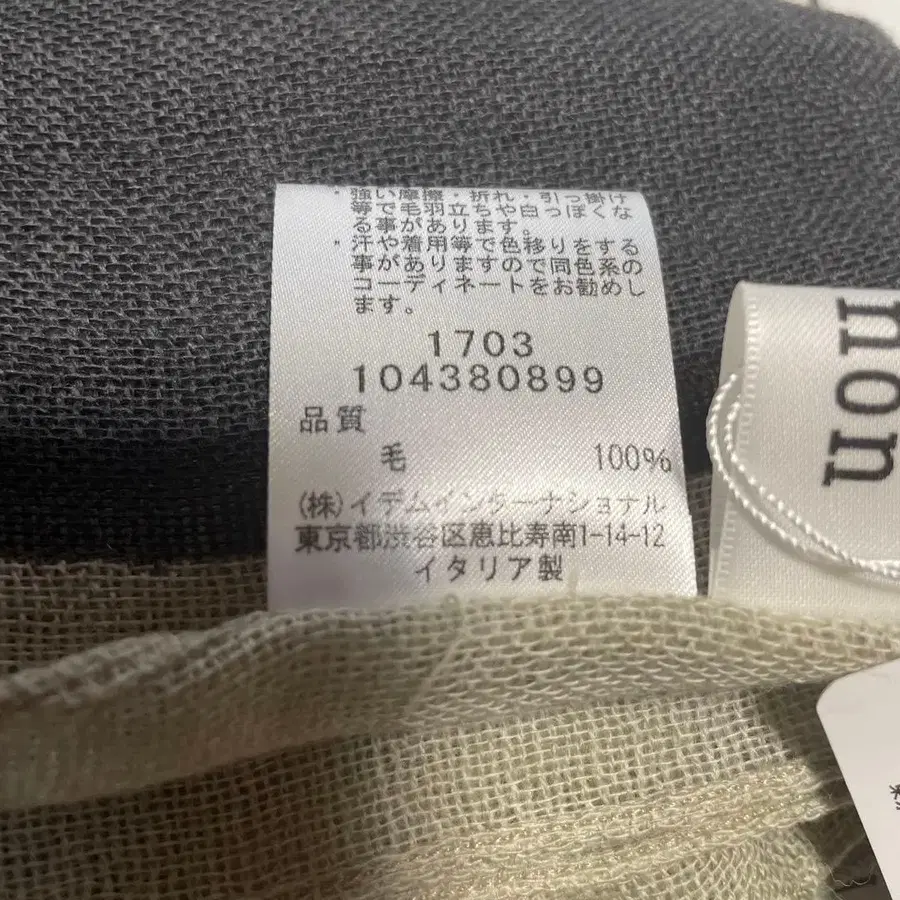 ・強い摩擦・折れ・引っ掛け
等で毛羽立ちや白っぽくな
る事があります。
・汗や着用等で色移りをする
事がありますので同色系の
コーディネートをお勧めし
ます。
1703
104380899
品質
毛 100%
(株)イデムインターナショナル
東京都渋谷区恵比寿南1-14-12
イタリア製
non